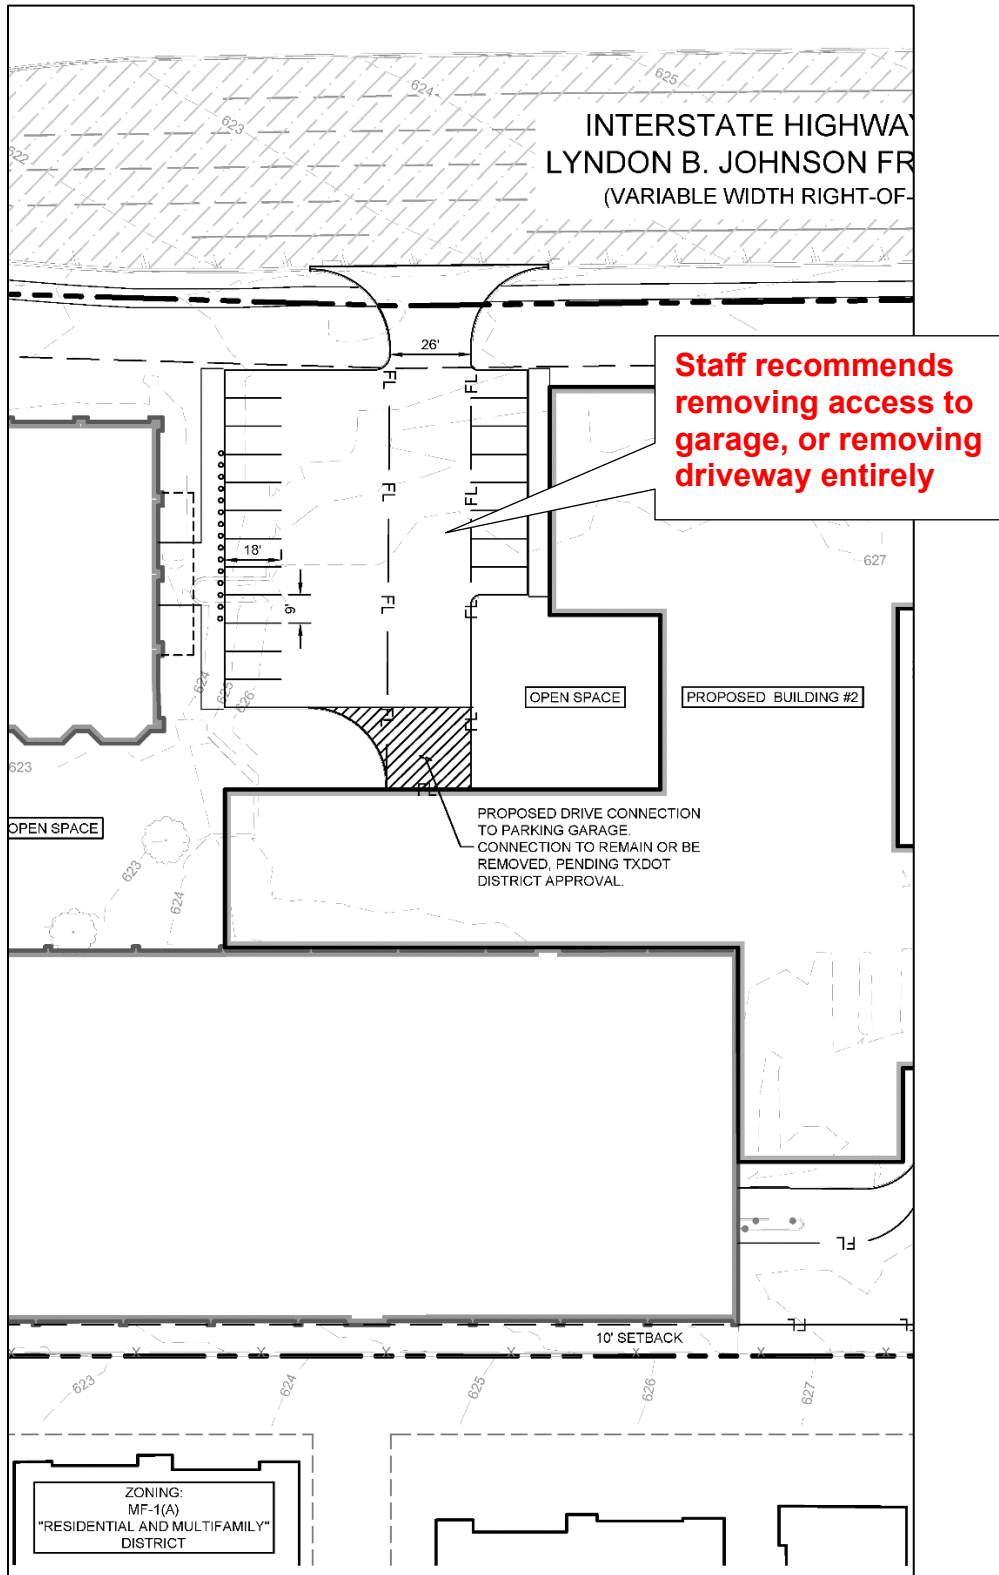 625
624
623
622
INTERSTATE HIGHWAY
LYNDON B. JOHNSON FR
(VARIABLE WIDTH RIGHT-OF-
26'
Staff recommends
removing access to
garage, or removing
driveway entirely
FL
FL
FL
FL
FL
18'
9'
FL
FL
627
624
625
626
OPEN SPACE
PROPOSED BUILDING #2
FL
FL
623
FL
PROPOSED DRIVE CONNECTION
TO PARKING GARAGE.
CONNECTION TO REMAIN OR BE
REMOVED, PENDING TXDOT
DISTRICT APPROVAL.
OPEN SPACE
623
624
FL
FL
10' SETBACK
623
624
625
626
627
ZONING:
MF-1(A)
"RESIDENTIAL AND MULTIFAMILY"
DISTRICT